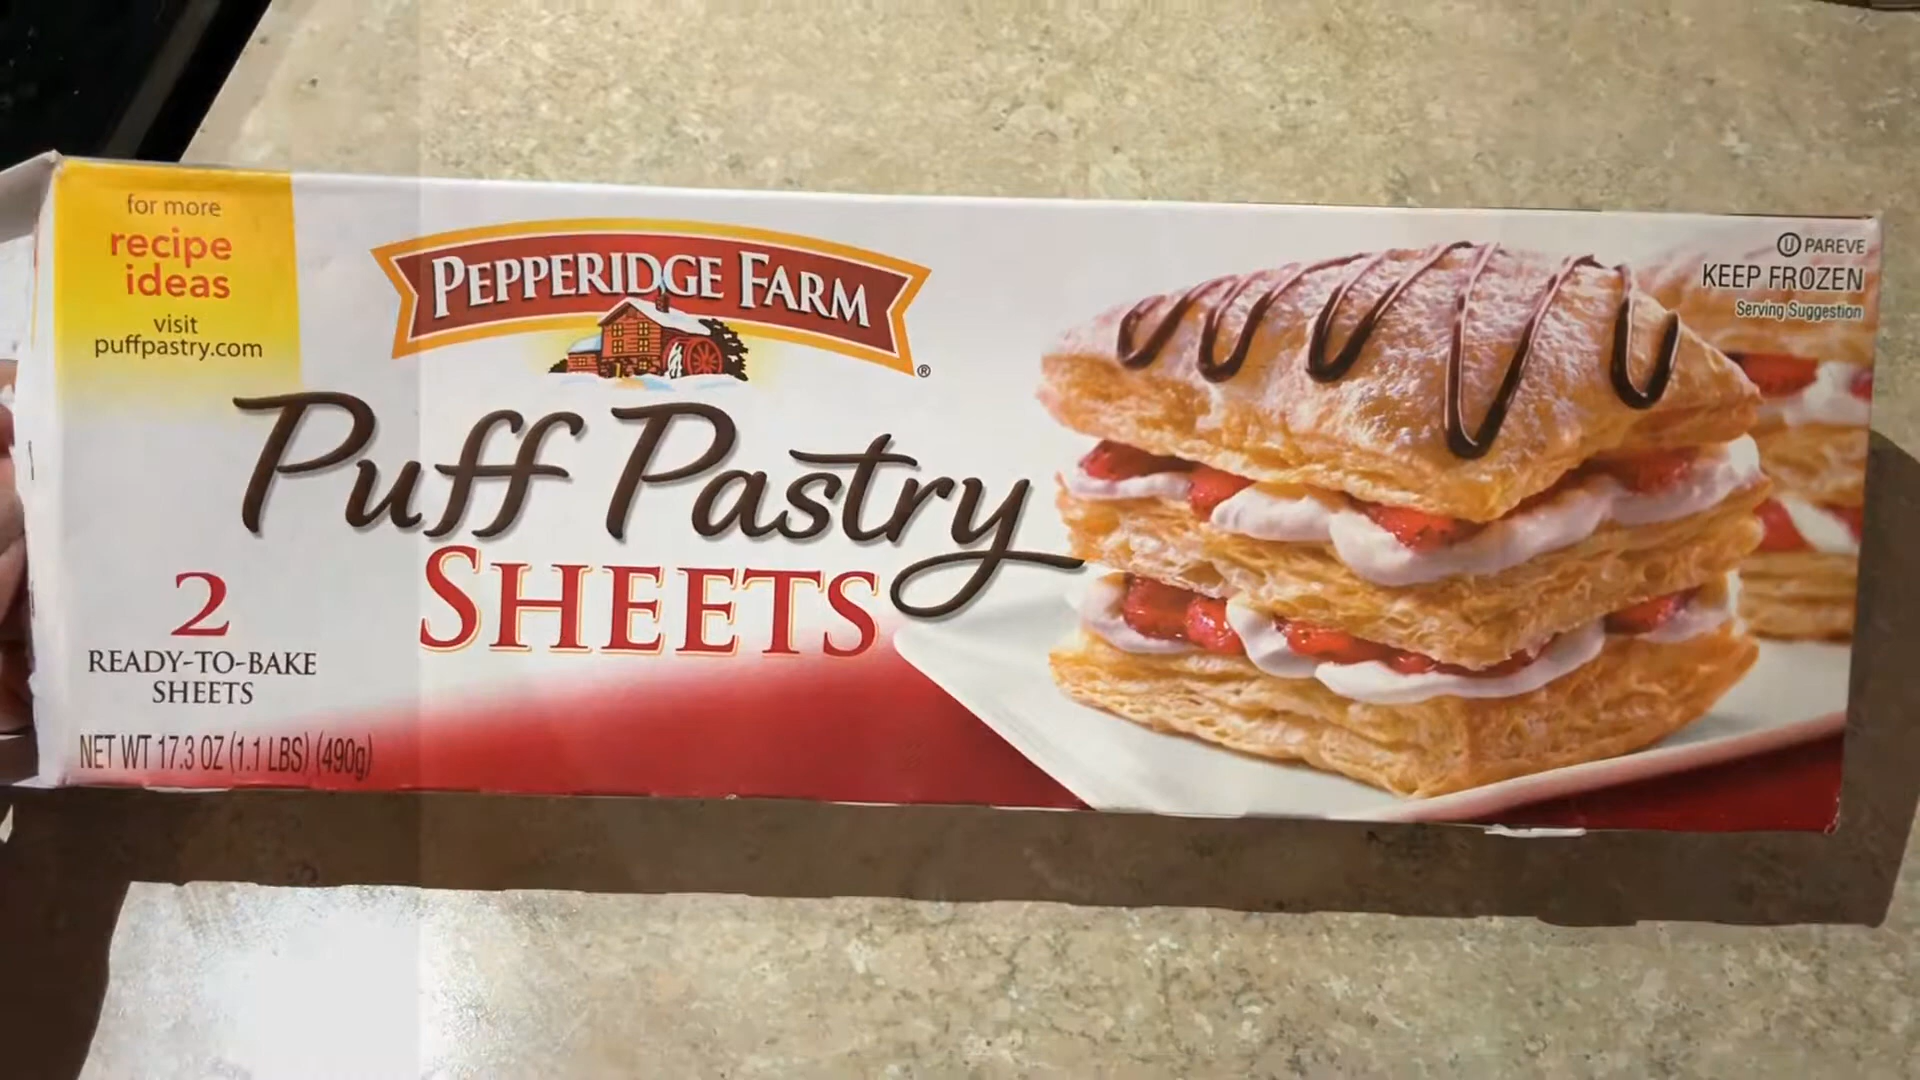 for more
recipe
ideas
visit
puffpastry.com
PEPPERIDGE FARM
®
Puff Pastry
SHEETS
2
READY-TO-BAKE
SHEETS
NET WT 17.3 OZ (1.1 LBS) (490g)
Ⓤ PAREVE
KEEP FROZEN
Serving Suggestion